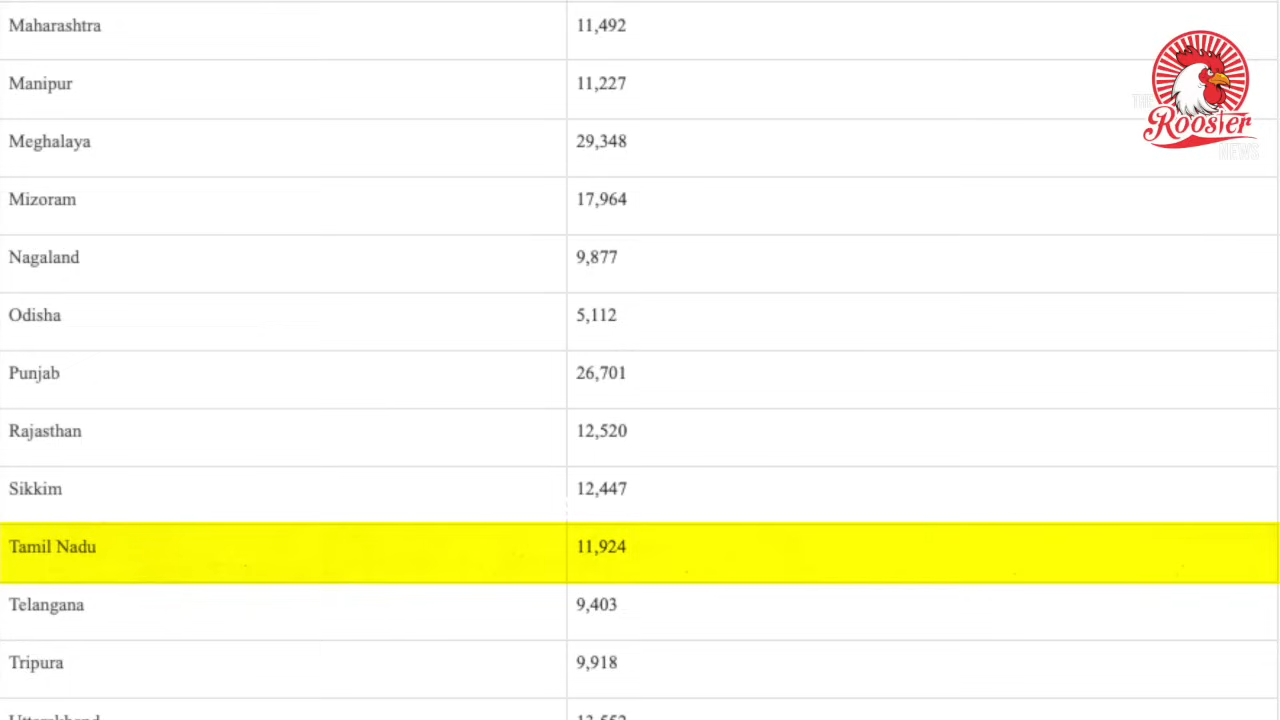 Maharashtra 11,492
Manipur 11,227
Meghalaya 29,348
Mizoram 17,964
Nagaland 9,877
Odisha 5,112
Punjab 26,701
Rajasthan 12,520
Sikkim 12,447
Tamil Nadu 11,924
Telangana 9,403
Tripura 9,918
THE
Rooster
NEWS